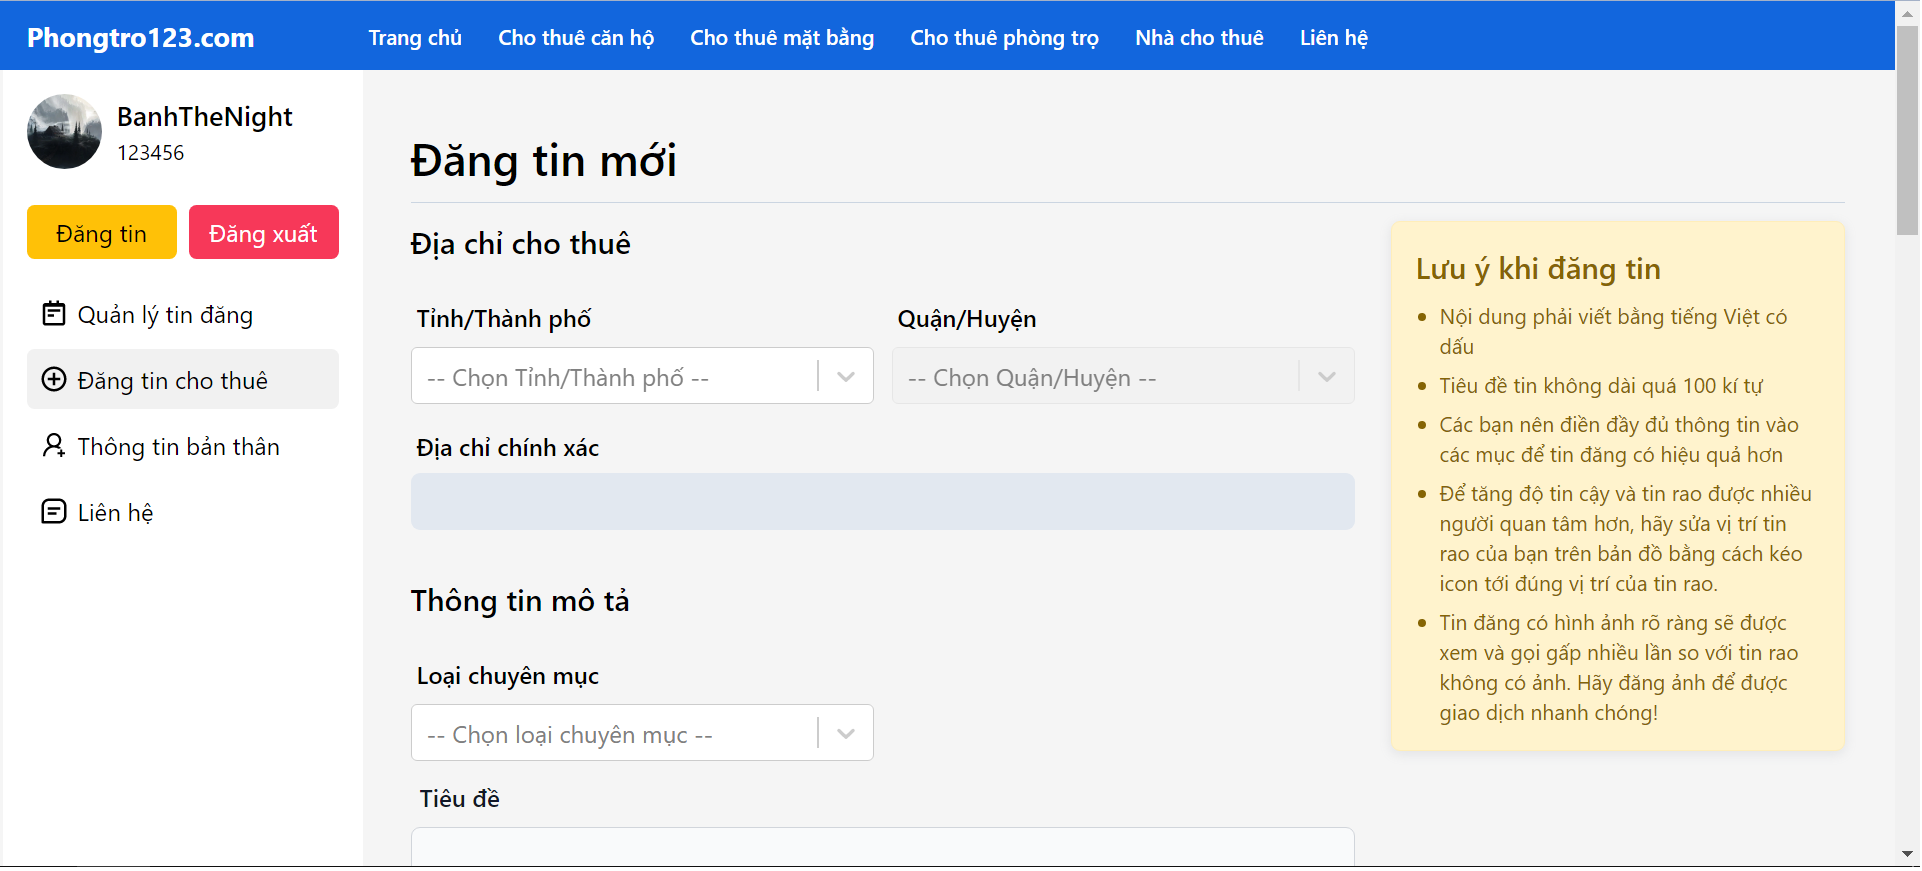 Phongtro123.com
Trang chủ
Cho thuê căn hộ
Cho thuê mặt bằng
Cho thuê phòng trọ
Nhà cho thuê
Liên hệ
BanhTheNight
123456
Đăng tin
Đăng xuất
Quản lý tin đăng
Đăng tin cho thuê
Thông tin bản thân
Liên hệ
Đăng tin mới
Địa chỉ cho thuê
Tỉnh/Thành phố
Quận/Huyện
-- Chọn Tỉnh/Thành phố --
-- Chọn Quận/Huyện --
Địa chỉ chính xác
Thông tin mô tả
Loại chuyên mục
-- Chọn loại chuyên mục --
Tiêu đề
Lưu ý khi đăng tin
Nội dung phải viết bằng tiếng Việt có
dấu
Tiêu đề tin không dài quá 100 kí tự
Các bạn nên điền đầy đủ thông tin vào
các mục để tin đăng có hiệu quả hơn
Để tăng độ tin cậy và tin rao được nhiều
người quan tâm hơn, hãy sửa vị trí tin
rao của bạn trên bản đồ bằng cách kéo
icon tới đúng vị trí của tin rao.
Tin đăng có hình ảnh rõ ràng sẽ được
xem và gọi gấp nhiều lần so với tin rao
không có ảnh. Hãy đăng ảnh để được
giao dịch nhanh chóng!